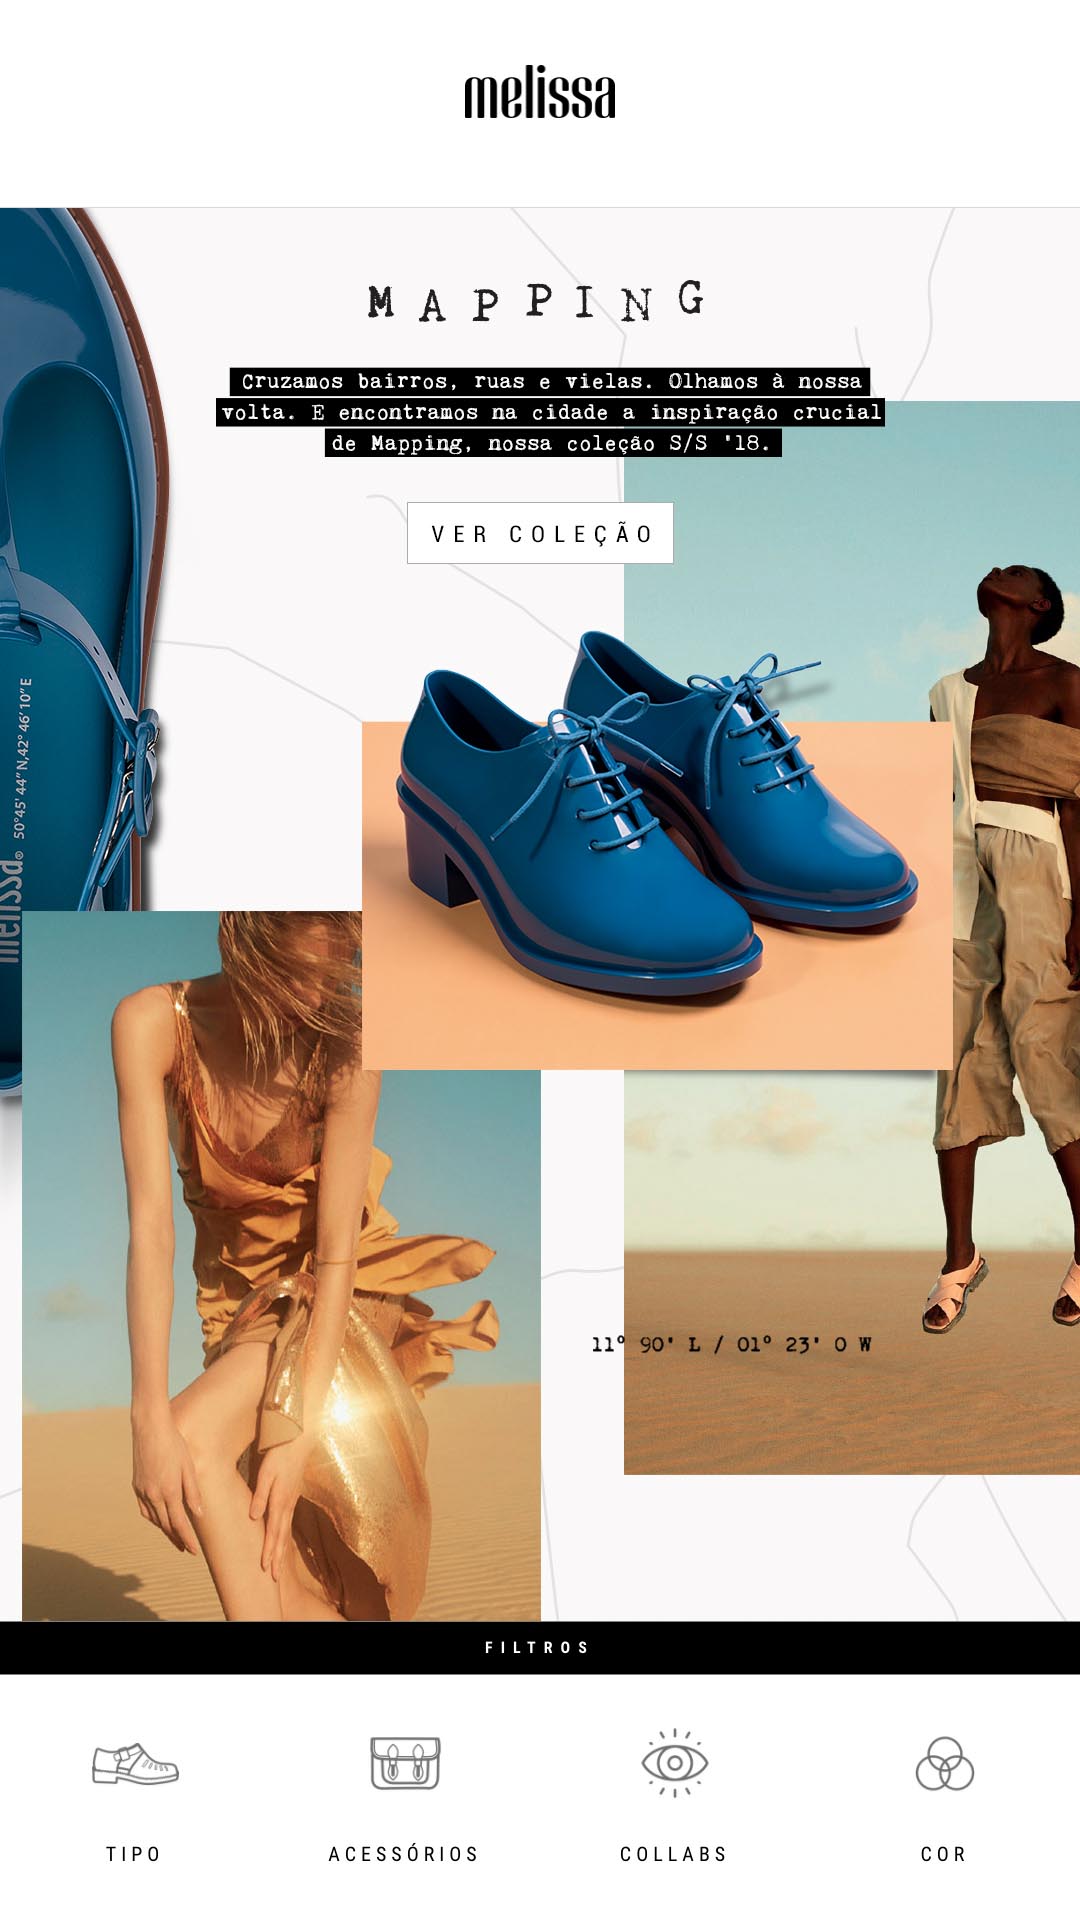 melissa
MAPPING
Cruzamos bairros, ruas e vielas. Olhamos à nossa
volta. E encontramos na cidade a inspiração crucial
de Mapping, nossa coleção S/S '18.
VER COLEÇÃO
melissa® 50°45'44"N,42°46'10"E
11° 90' L / 01° 23' O W
FILTROS
TIPO
ACESSÓRIOS
COLLABS
COR